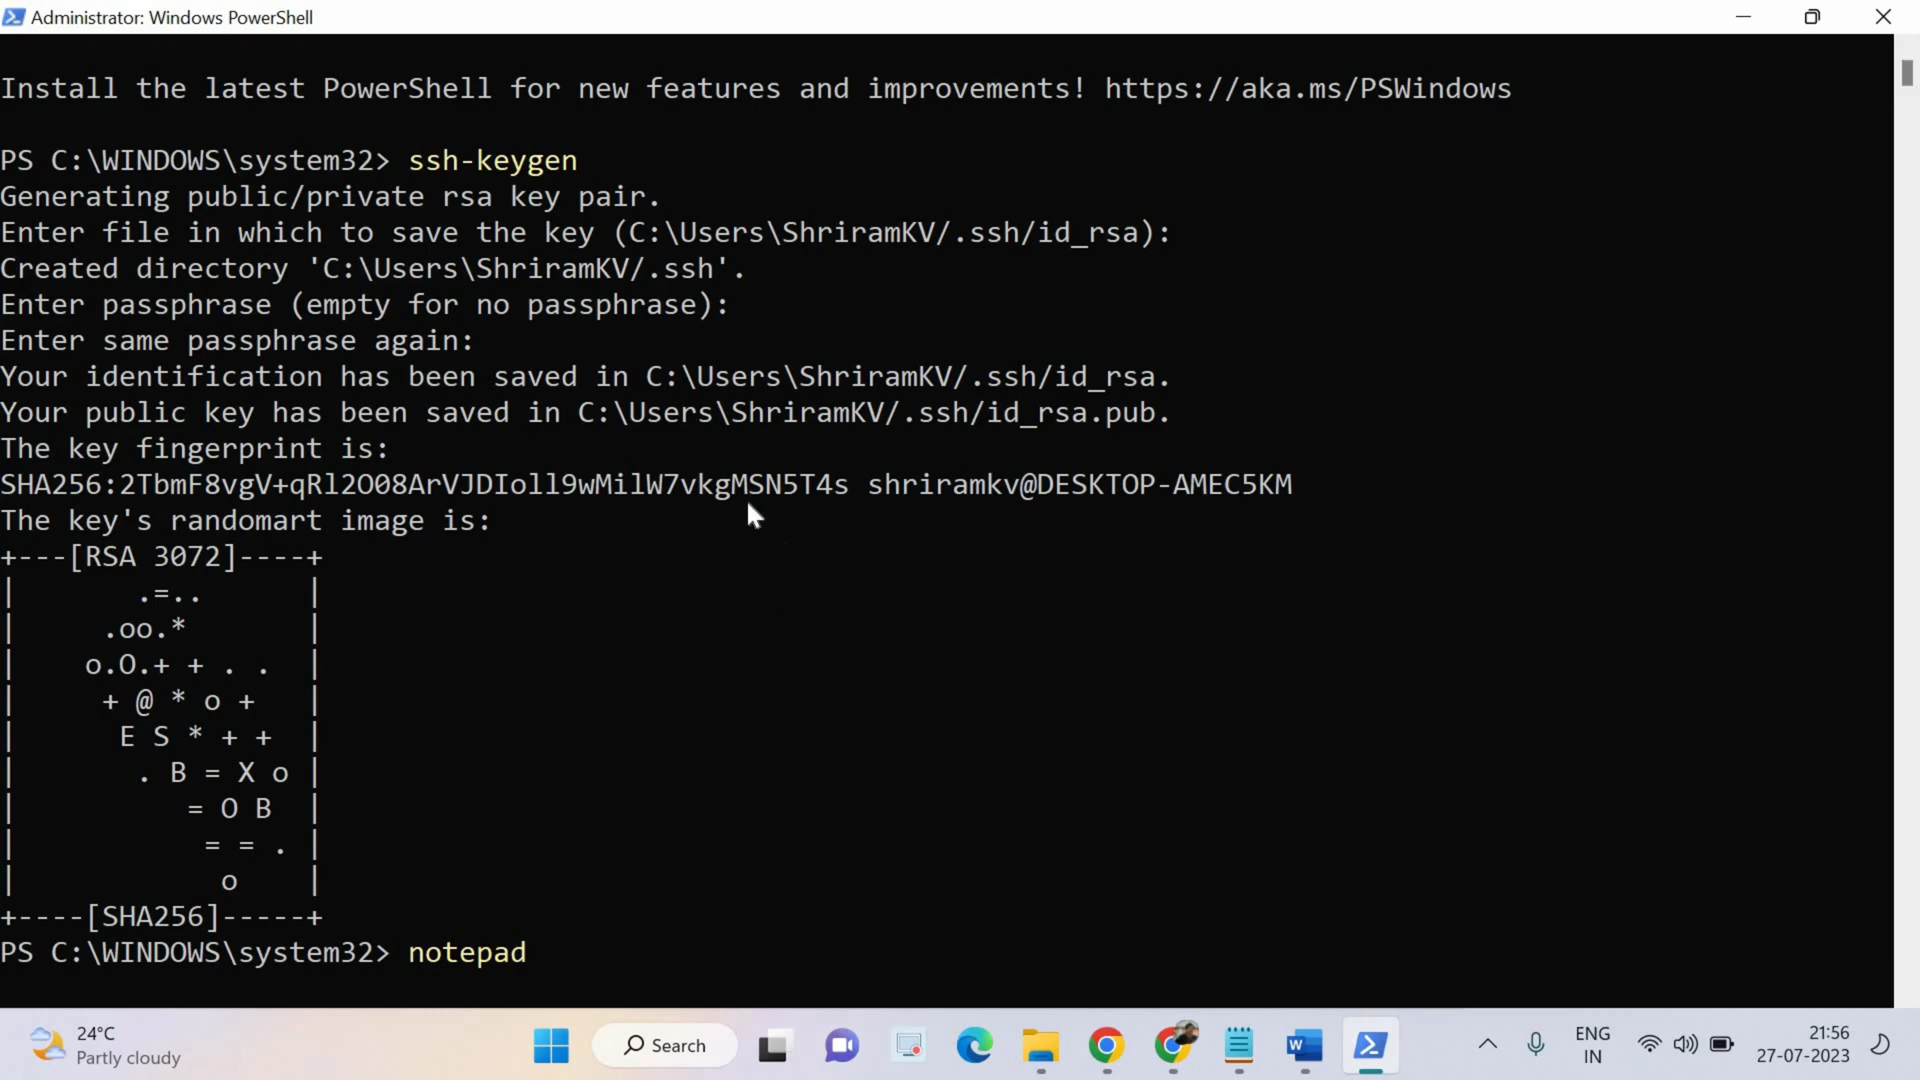 Administrator: Windows PowerShell
Install the latest PowerShell for new features and improvements! https://aka.ms/PSWindows
PS C:\WINDOWS\system32> ssh-keygen
Generating public/private rsa key pair.
Enter file in which to save the key (C:\Users\ShriramKV/.ssh/id_rsa):
Created directory 'C:\Users\ShriramKV/.ssh'.
Enter passphrase (empty for no passphrase):
Enter same passphrase again:
Your identification has been saved in C:\Users\ShriramKV/.ssh/id_rsa.
Your public key has been saved in C:\Users\ShriramKV/.ssh/id_rsa.pub.
The key fingerprint is:
SHA256:2TbmF8vgV+qRl2O08ArVJDIoll9wMilW7vkgMSN5T4s shriramkv@DESKTOP-AMEC5KM
The key's randomart image is:
+---[RSA 3072]----+
|       .=..      |
|     .oo.*       |
|    o.O.+ + . .  |
|     + @ * o +   |
|      E S * + +  |
|       . B = X o |
|          = O B  |
|           = = . |
|            o    |
+----[SHA256]-----+
PS C:\WINDOWS\system32> notepad
24°C
Partly cloudy
Search
W
ENG
IN
21:56
27-07-2023